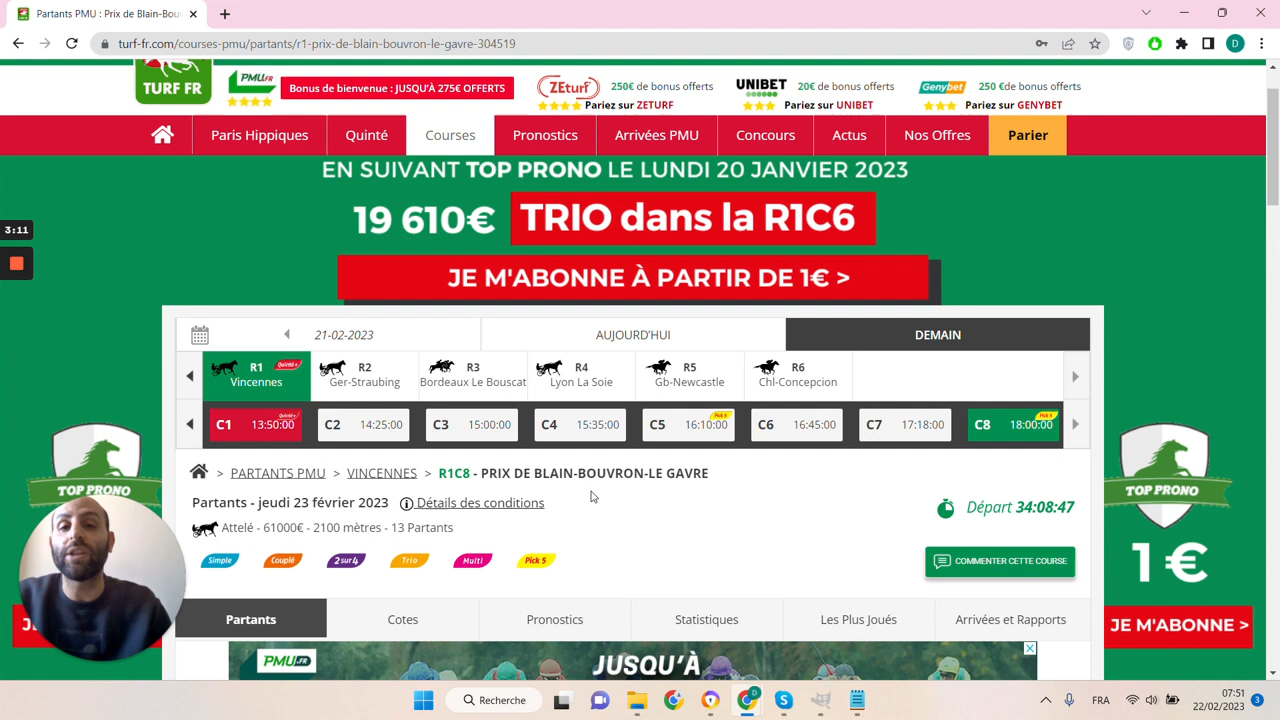 Partants PMU : Prix de Blain-Bou
turf-fr.com/courses-pmu/partants/r1-prix-de-blain-bouvron-le-gavre-304519
TURF FR
PMU.FR
Bonus de bienvenue : JUSQU'À 275€ OFFERTS
ZEturf
250€ de bonus offerts
Pariez sur ZETURF
UNIBET
20€ de bonus offerts
Pariez sur UNIBET
Genybet
250 €de bonus offerts
Pariez sur GENYBET
Paris Hippiques
Quinté
Courses
Pronostics
Arrivées PMU
Concours
Actus
Nos Offres
Parier
EN SUIVANT TOP PRONO LE LUNDI 20 JANVIER 2023
19 610€ TRIO dans la R1C6
JE M'ABONNE À PARTIR DE 1€ >
3:11
21-02-2023
AUJOURD'HUI
DEMAIN
R1 Quinté+
Vincennes
R2
Ger-Straubing
R3
Bordeaux Le Bouscat
R4
Lyon La Soie
R5
Gb-Newcastle
R6
Chl-Concepcion
C1 13:50:00 Quinté+
C2 14:25:00
C3 15:00:00
C4 15:35:00
C5 16:10:00 Pick 5
C6 16:45:00
C7 17:18:00
C8 18:00:00 Pick 5
> PARTANTS PMU > VINCENNES > R1C8 - PRIX DE BLAIN-BOUVRON-LE GAVRE
Partants - jeudi 23 février 2023
Détails des conditions
Départ 34:08:47
Attelé - 61000€ - 2100 mètres - 13 Partants
Simple
Couplé
2sur4
Trio
Multi
Pick 5
COMMENTER CETTE COURSE
TOP PRONO
TOP PRONO
1€
JE M'ABONNE >
Partants
Cotes
Pronostics
Statistiques
Les Plus Joués
Arrivées et Rapports
PMU.FR
JUSQU'À
Recherche
FRA
07:51
22/02/2023
3